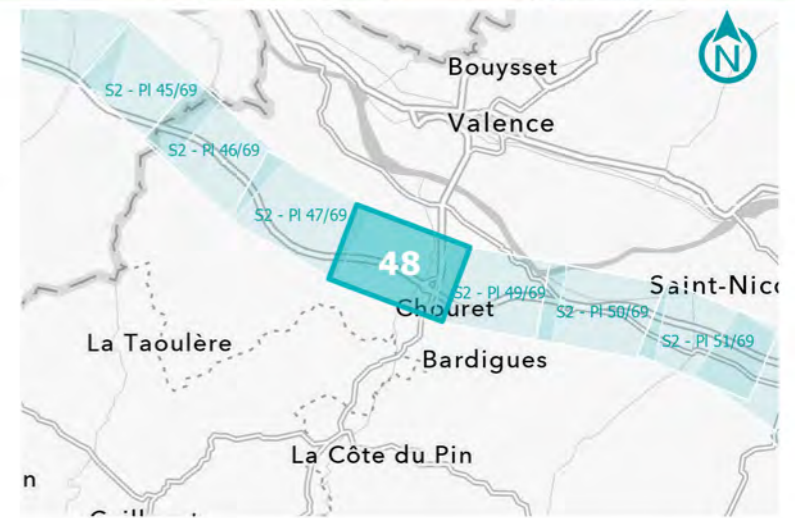 N
Bouysset
S2 - Pl 45/69
Valence
S2 - Pl 46/69
S2 - Pl 47/69
48
S2 - Pl 49/69
Saint-Nic
Chouret
S2 - Pl 50/69
La Taoulère
S2 - Pl 51/69
Bardigues
La Côte du Pin
n